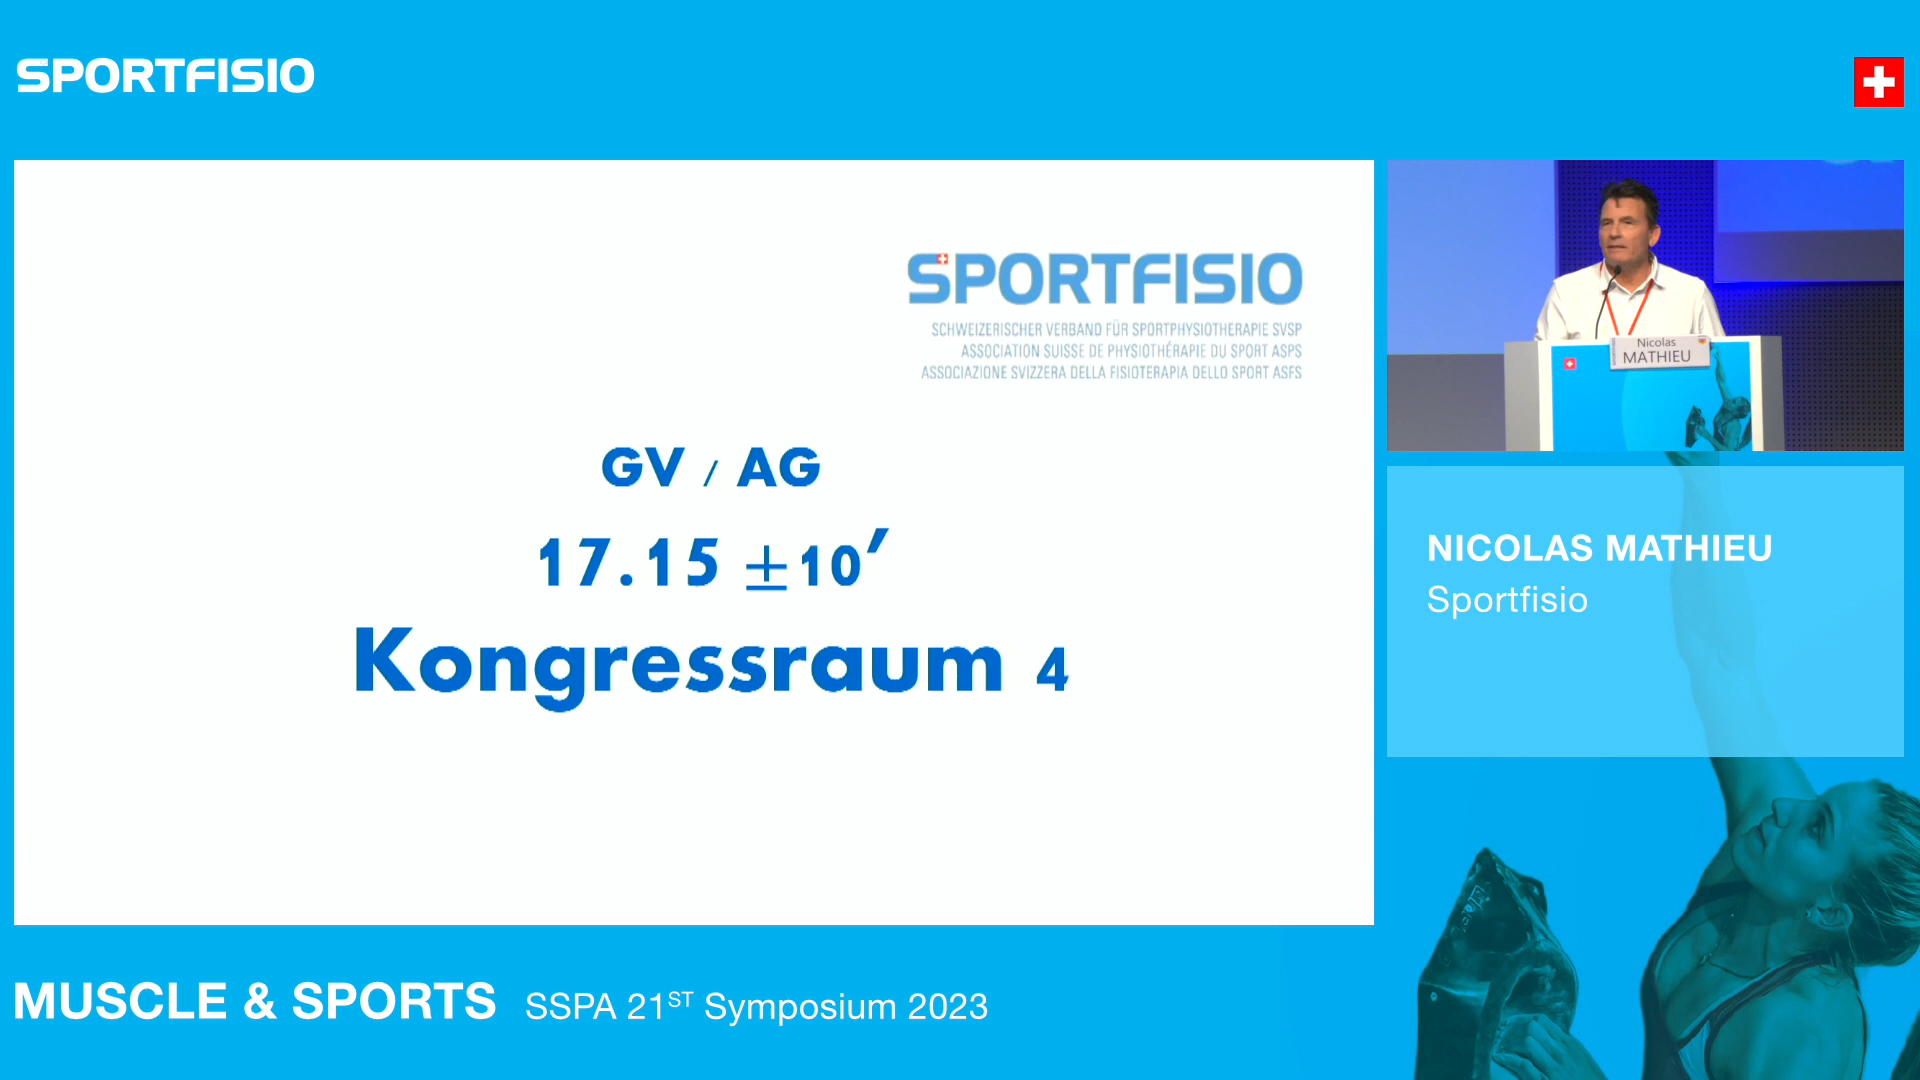 SPORTFISIO
SPORTFISIO
SCHWEIZERISCHER VERBAND FÜR SPORTPHYSIOTHERAPIE SVSP
ASSOCIATION SUISSE DE PHYSIOTHÉRAPIE DU SPORT ASPS
ASSOCIAZIONE SVIZZERA DELLA FISIOTERAPIA DELLO SPORT ASFS
GV / AG
17.15 ±10′
Kongressraum 4
Nicolas
MATHIEU
NICOLAS MATHIEU
Sportfisio
MUSCLE & SPORTS SSPA 21ST Symposium 2023